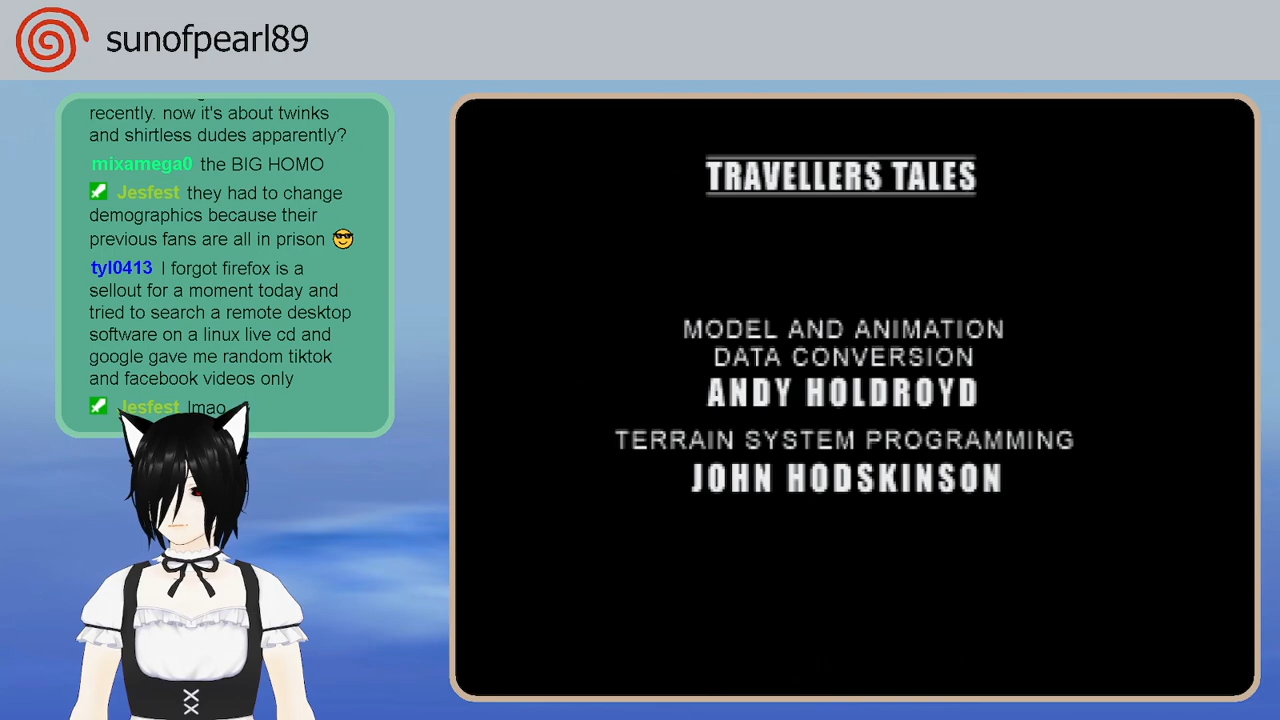 sunofpearl89
recently. now it's about twinks
and shirtless dudes apparently?
mixamega0 the BIG HOMO
Jesfest they had to change
demographics because their
previous fans are all in prison 😎
tyl0413 I forgot firefox is a
sellout for a moment today and
tried to search a remote desktop
software on a linux live cd and
google gave me random tiktok
and facebook videos only
Jesfest lmao
TRAVELLERS TALES
MODEL AND ANIMATION
DATA CONVERSION
ANDY HOLDROYD
TERRAIN SYSTEM PROGRAMMING
JOHN HODSKINSON